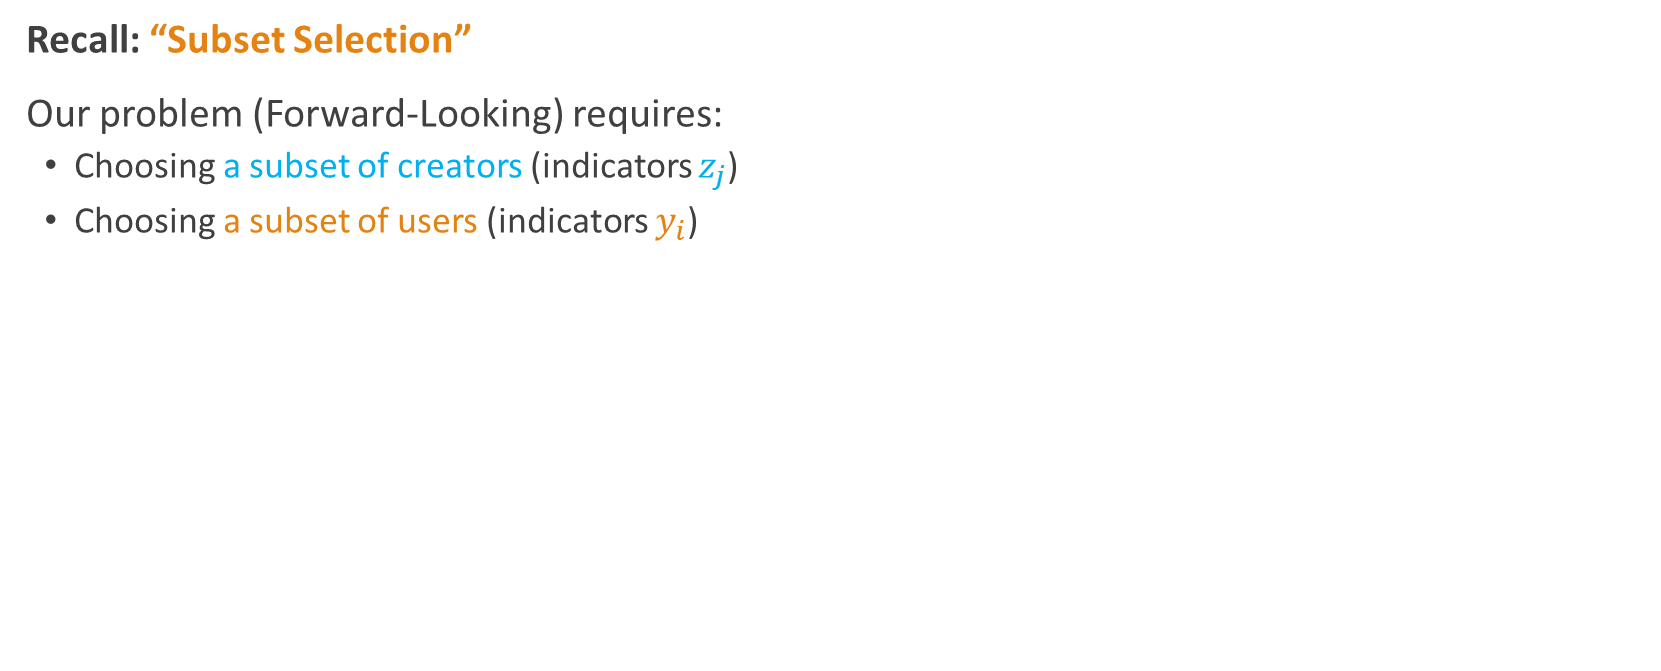 Recall: “Subset Selection”
Our problem (Forward-Looking) requires:
• Choosing a subset of creators (indicators z_j)
• Choosing a subset of users (indicators y_i)